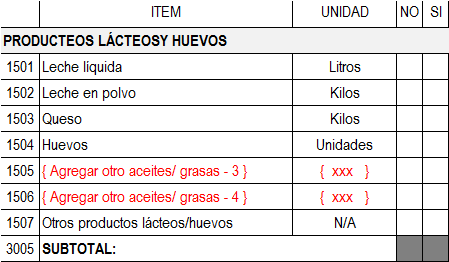 ITEM UNIDAD NO SI
PRODUCTEOS LÁCTEOSY HUEVOS
1501 Leche líquida Litros
1502 Leche en polvo Kilos
1503 Queso Kilos
1504 Huevos Unidades
1505 { Agregar otro aceites/ grasas - 3 } { xxx }
1506 { Agregar otro aceites/ grasas - 4 } { xxx }
1507 Otros productos lácteos/huevos N/A
3005 SUBTOTAL: